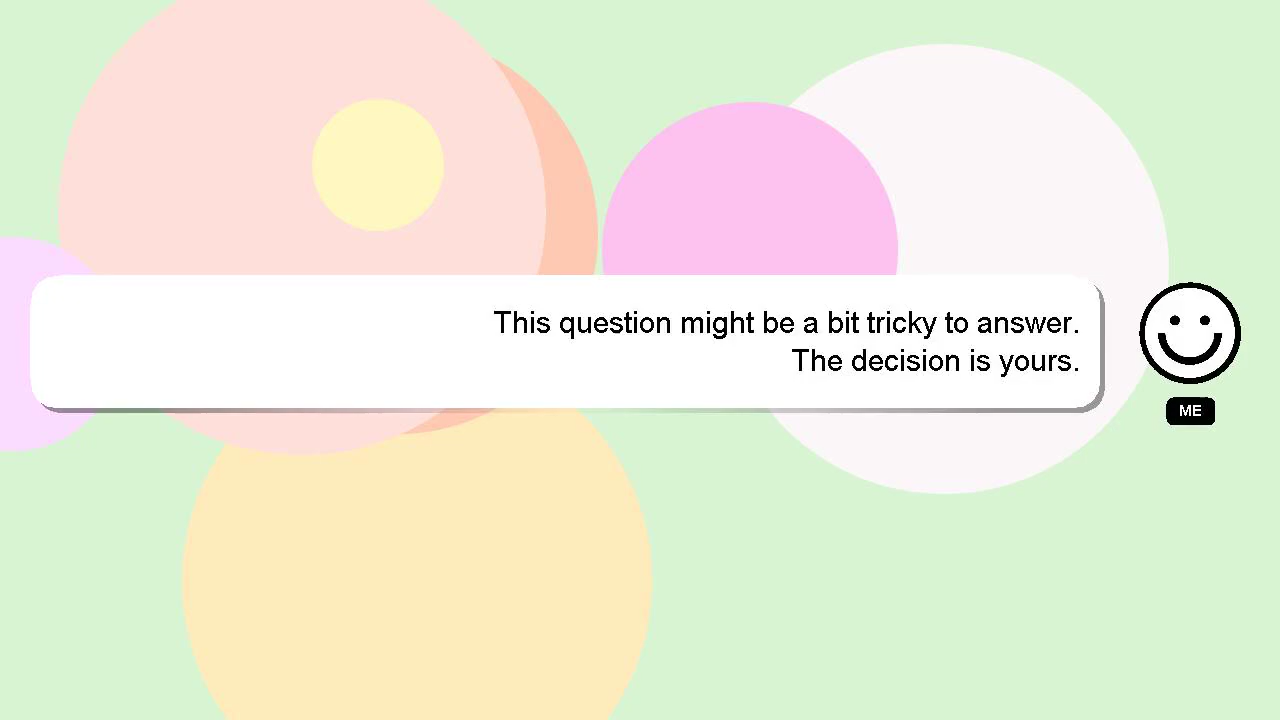 This question might be a bit tricky to answer.
The decision is yours.
ME